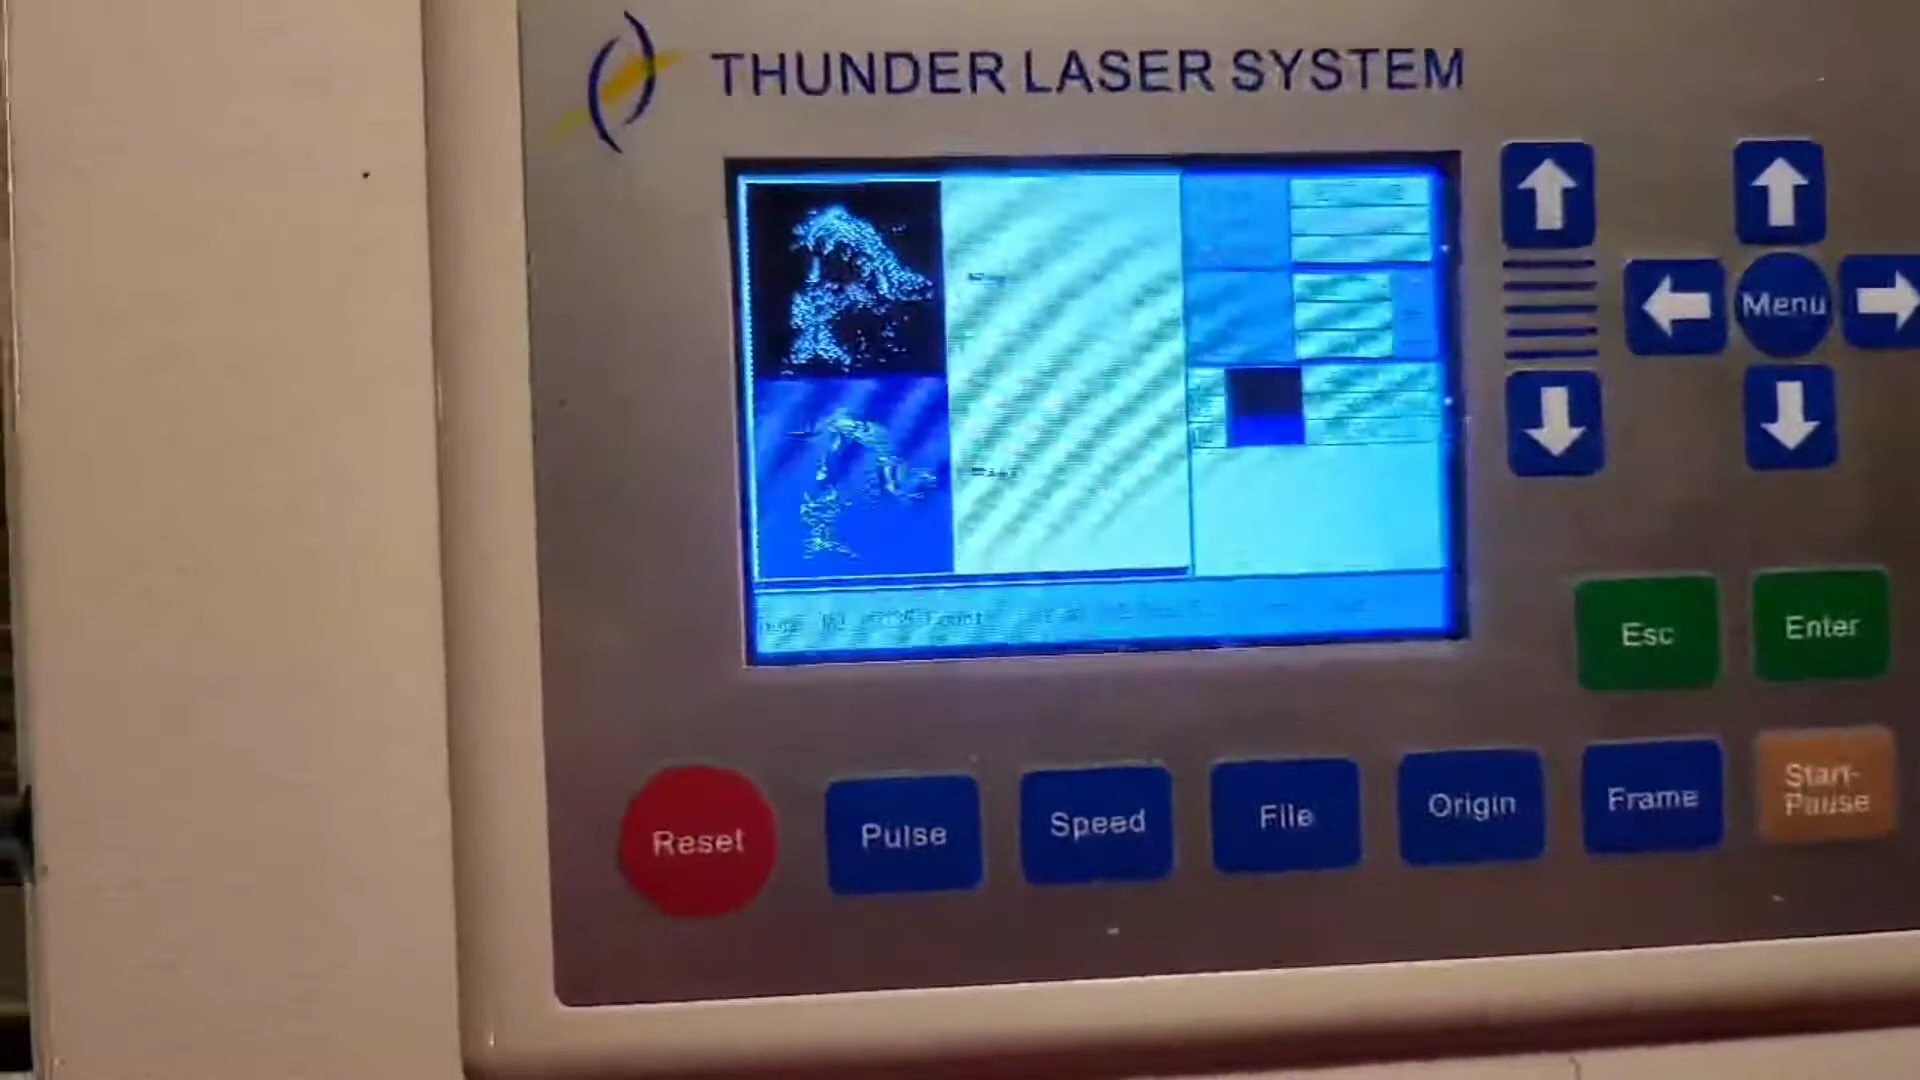 THUNDER LASER SYSTEM
Menu
Esc
Enter
Reset
Pulse
Speed
File
Origin
Frame
Start-
Pause